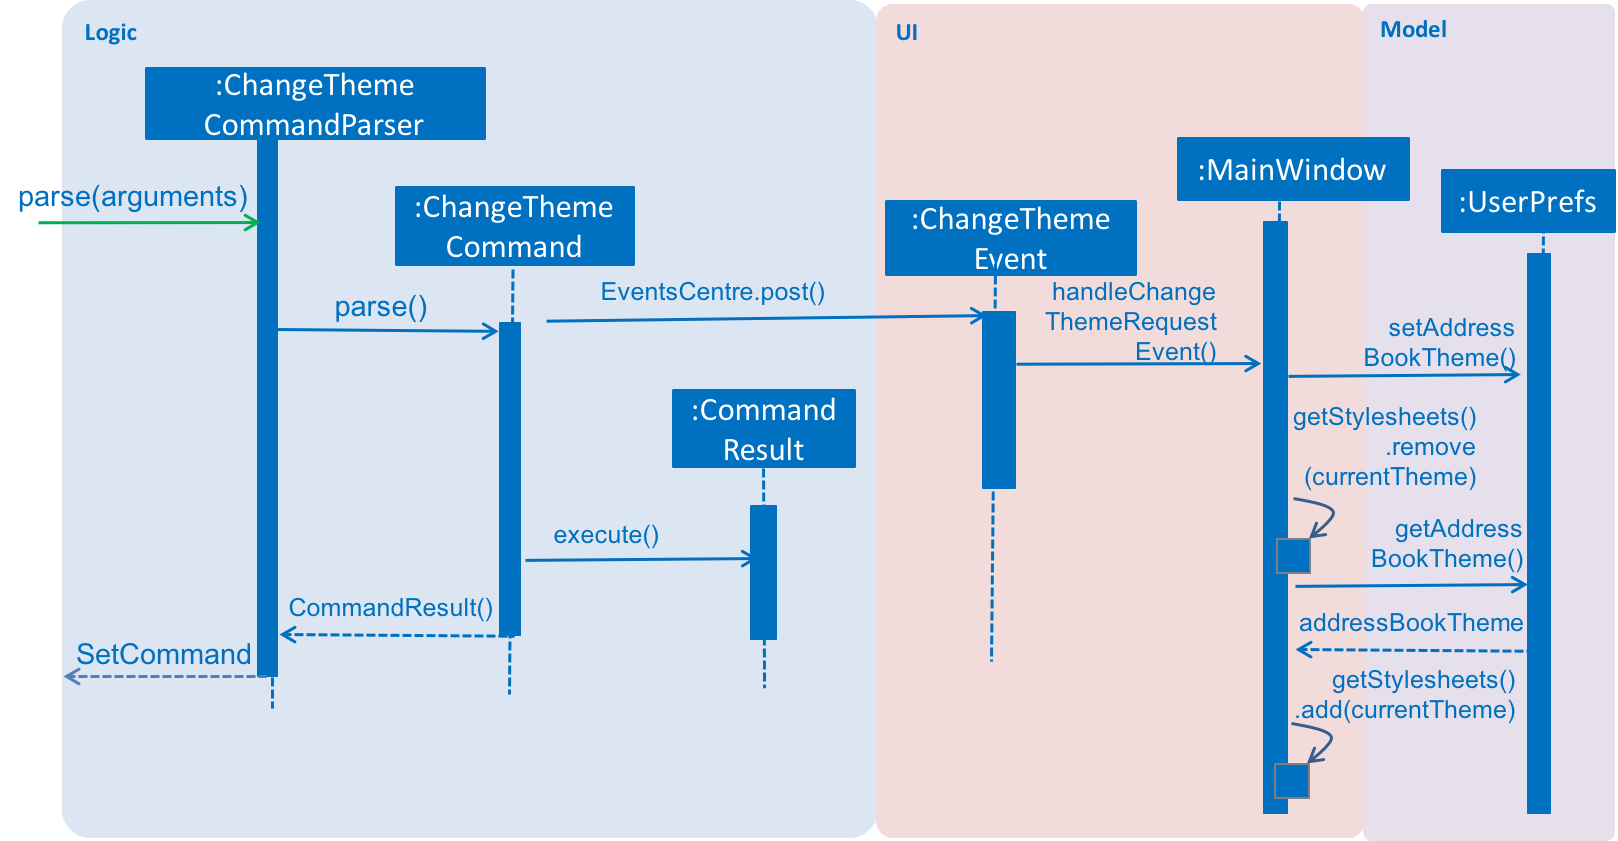 Logic
UI
Model
:ChangeTheme
CommandParser
:MainWindow
parse(arguments)
:ChangeTheme
Command
:ChangeTheme
Event
:UserPrefs
parse()
EventsCentre.post()
handleChange
ThemeRequest
Event()
setAddress
BookTheme()
:Command
Result
getStylesheets()
.remove
(currentTheme)
execute()
getAddress
BookTheme()
CommandResult()
addressBookTheme
SetCommand
getStylesheets()
.add(currentTheme)